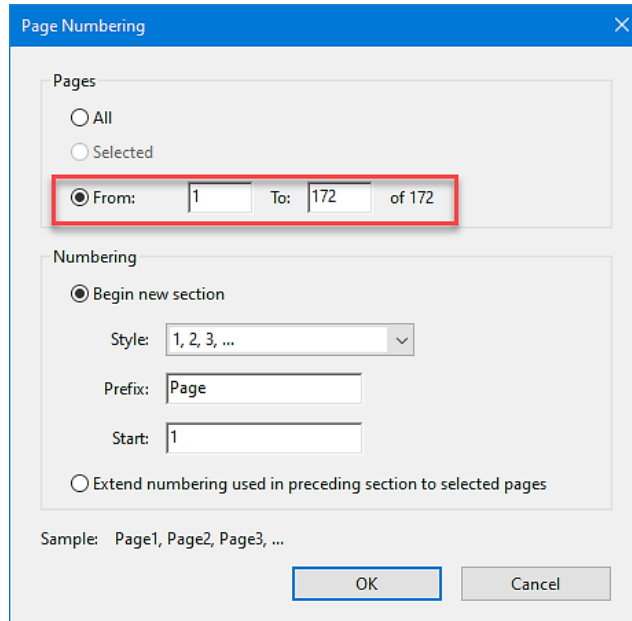 Page Numbering
Pages
All
Selected
From: 1 To: 172 of 172
Numbering
Begin new section
Style: 1, 2, 3, ...
Prefix: Page
Start: 1
Extend numbering used in preceding section to selected pages
Sample: Page1, Page2, Page3, ...
OK Cancel